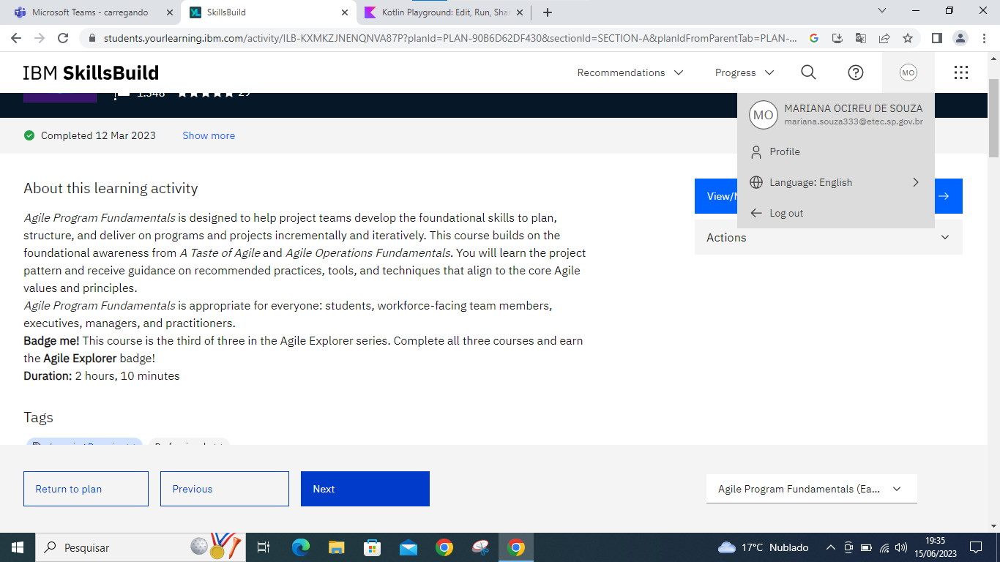 Microsoft Teams - carregando
SkillsBuild
Kotlin Playground: Edit, Run, Sha
students.yourlearning.ibm.com/activity/ILB-KXMKZJNENQNVA87P?planId=PLAN-90B6D62DF430&sectionId=SECTION-A&planIdFromParentTab=PLAN-...
IBM SkillsBuild
Recommendations
Progress
MO
1.348
29
MO
MARIANA OCIREU DE SOUZA
mariana.souza333@etec.sp.gov.br
Completed 12 Mar 2023
Show more
Profile
Language: English
Log out
About this learning activity
View/
Actions
Agile Program Fundamentals is designed to help project teams develop the foundational skills to plan,
structure, and deliver on programs and projects incrementally and iteratively. This course builds on the
foundational awareness from A Taste of Agile and Agile Operations Fundamentals. You will learn the project
pattern and receive guidance on recommended practices, tools, and techniques that align to the core Agile
values and principles.
Agile Program Fundamentals is appropriate for everyone: students, workforce-facing team members,
executives, managers, and practitioners.
Badge me! This course is the third of three in the Agile Explorer series. Complete all three courses and earn
the Agile Explorer badge!
Duration: 2 hours, 10 minutes
Tags
Return to plan
Previous
Next
Agile Program Fundamentals (Ea...
Pesquisar
17°C Nublado
19:35
15/06/2023